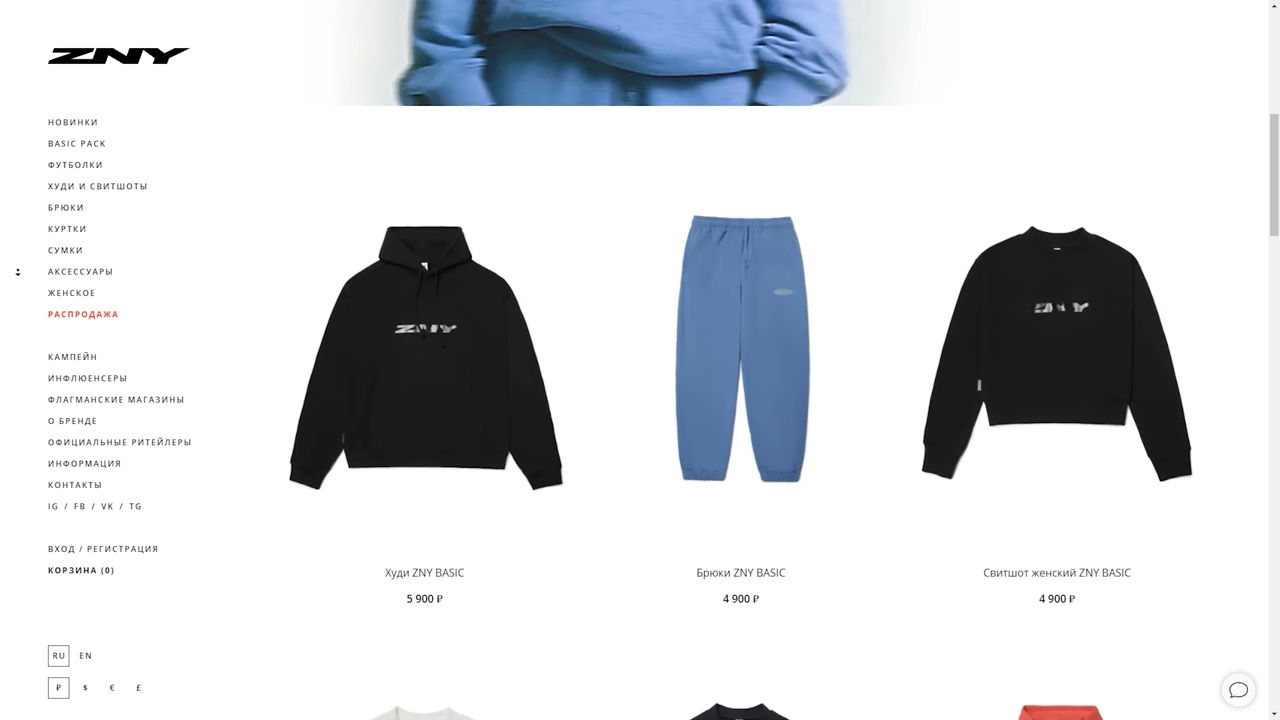 ZNY
НОВИНКИ
BASIC PACK
ФУТБОЛКИ
ХУДИ И СВИТШОТЫ
БРЮКИ
КУРТКИ
СУМКИ
АКСЕССУАРЫ
ЖЕНСКОЕ
РАСПРОДАЖА
КАМПЕЙН
ИНФЛЮЕНСЕРЫ
ФЛАГМАНСКИЕ МАГАЗИНЫ
О БРЕНДЕ
ОФИЦИАЛЬНЫЕ РИТЕЙЛЕРЫ
ИНФОРМАЦИЯ
КОНТАКТЫ
IG / FB / VK / TG
ВХОД / РЕГИСТРАЦИЯ
КОРЗИНА (0)
RU EN
₽ $ € £
ZNY
ZNY
Худи ZNY BASIC
5 900 ₽
Брюки ZNY BASIC
4 900 ₽
Свитшот женский ZNY BASIC
4 900 ₽